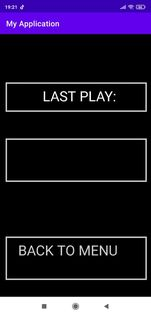 19:21
My Application
LAST PLAY:
BACK TO MENU